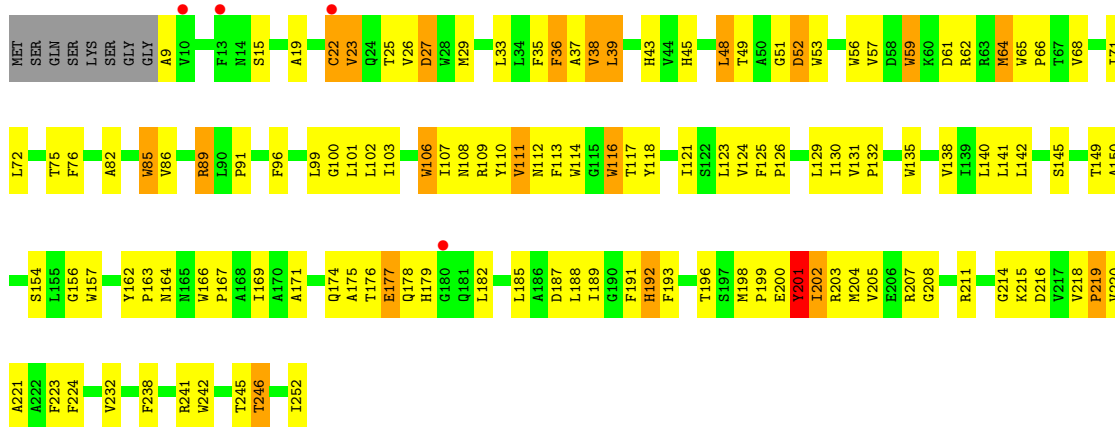 MET SER GLN SER LYS SER GLY GLY A9 V10 F13 N14 S15 A19 C22 V23 Q24 T25 V26 D27 W28 M29 L33 L34 F35 F36 A37 V38 L39 H43 V44 H45 L48 T49 A50 G51 D52 W53 W56 V57 D58 W59 K60 D61 R62 R63 M64 W65 P66 T67 V68
L72 T75 F76 A82 W85 V86 R89 L90 P91 F96 L99 G100 L101 L102 I103 W106 I107 N108 R109 Y110 V111 N112 F113 W114 G115 W116 T117 Y118 I121 S122 L123 V124 F125 P126 L129 I130 V131 P132 W135 V138 I139 L140 L141 L142 S145 T149
S154 L155 G156 W157 Y162 P163 N164 N165 W166 P167 A168 I169 A170 A171 Q174 A175 T176 E177 Q178 H179 G180 Q181 L182 L185 A186 D187 L188 I189 G190 F191 H192 F193 T196 S197 M198 P199 E200 Y201 I202 R203 M204 V205 E206 R207 G208 R211 G214 K215 D216 V217 V218 P219
A221 A222 F223 F224 V232 F238 R241 W242 T245 T246 I252